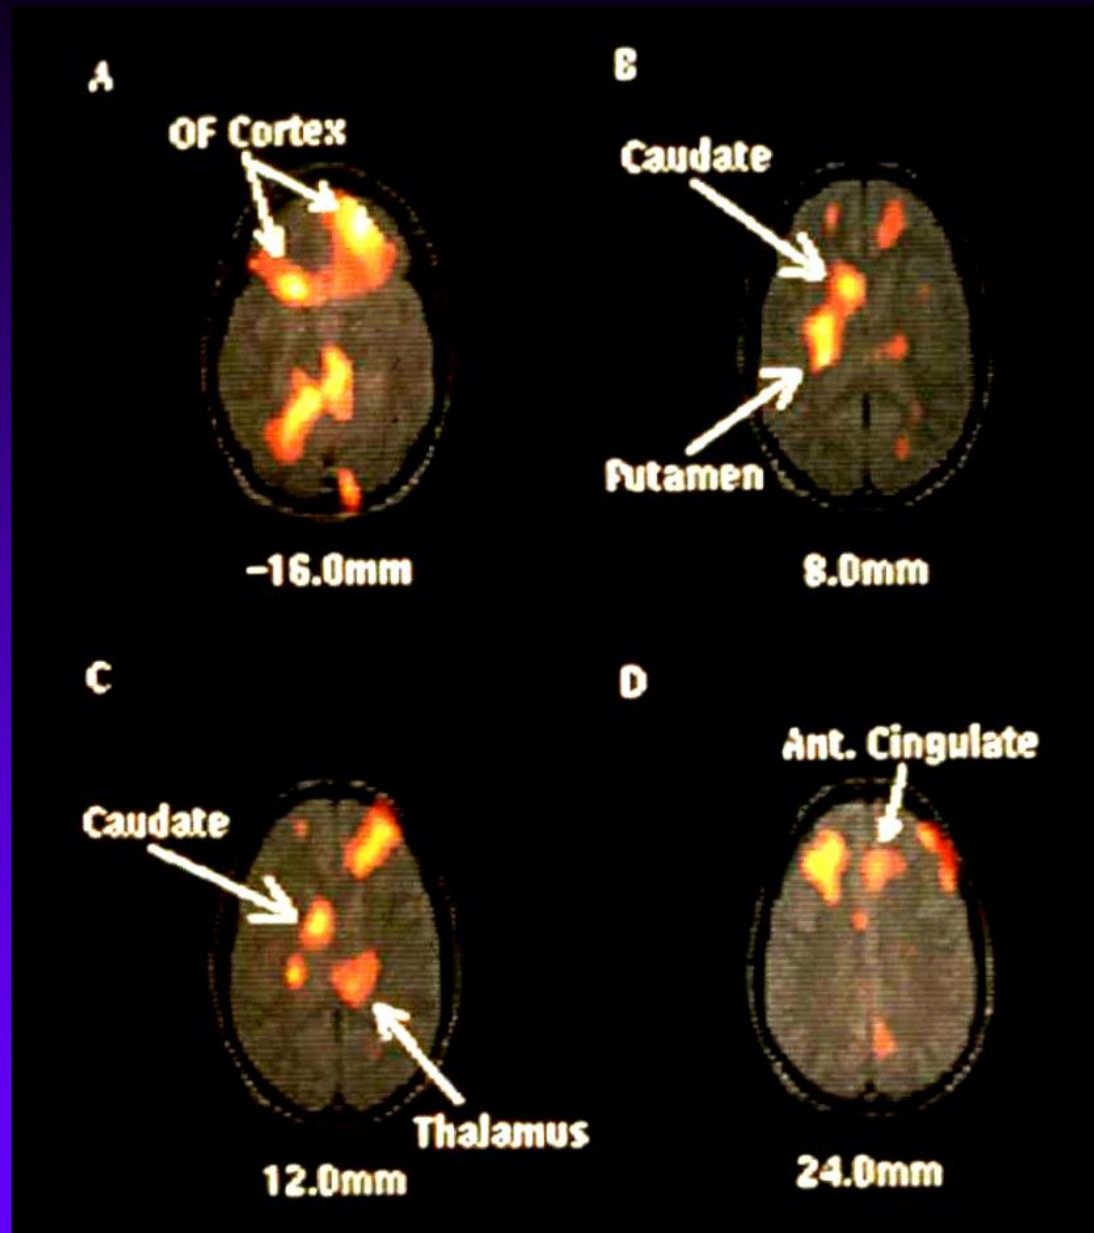 A
B
OF Cortex
Caudate
Putamen
-16.0mm
8.0mm
C
D
Ant. Cingulate
Caudate
Thalamus
12.0mm
24.0mm